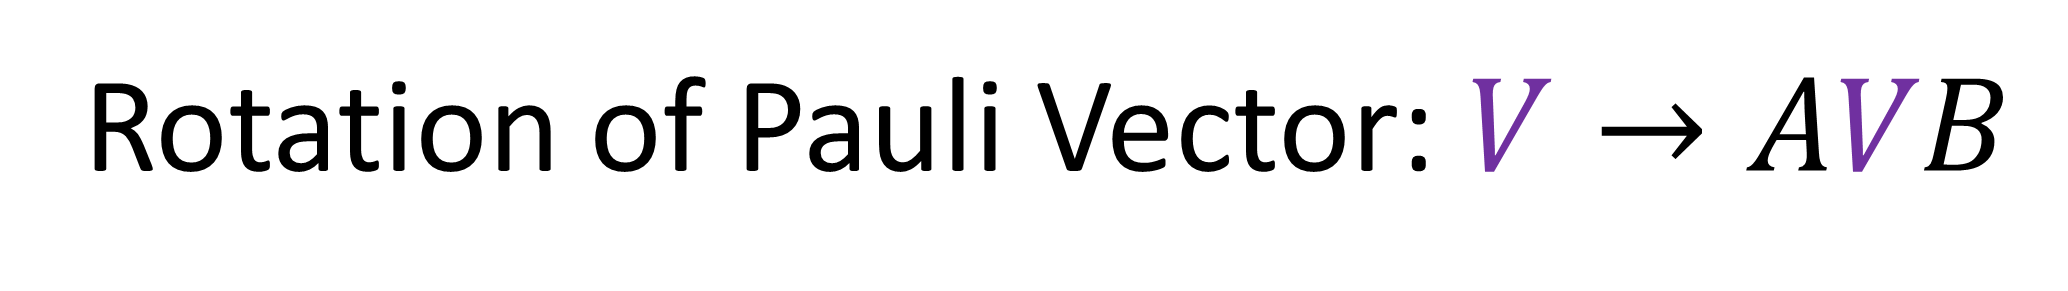 Rotation of Pauli Vector: V → AVB